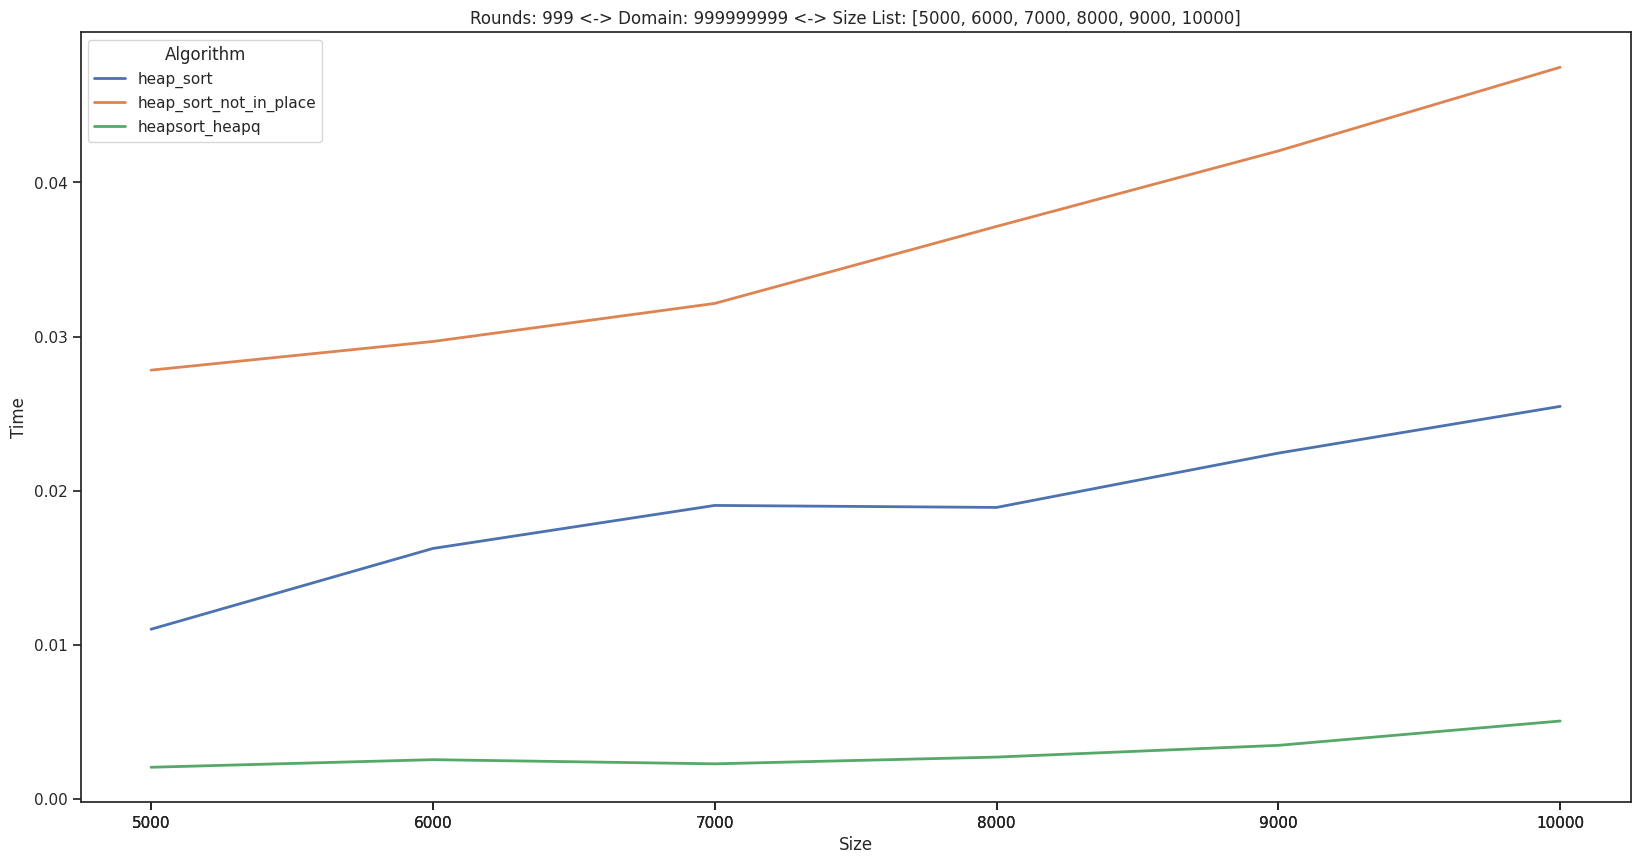 Rounds: 999 <-> Domain: 999999999 <-> Size List: [5000, 6000, 7000, 8000, 9000, 10000]
Algorithm
heap_sort
heap_sort_not_in_place
heapsort_heapq
0.04
0.03
0.02
0.01
0.00
Time
5000 6000 7000 8000 9000 10000
Size